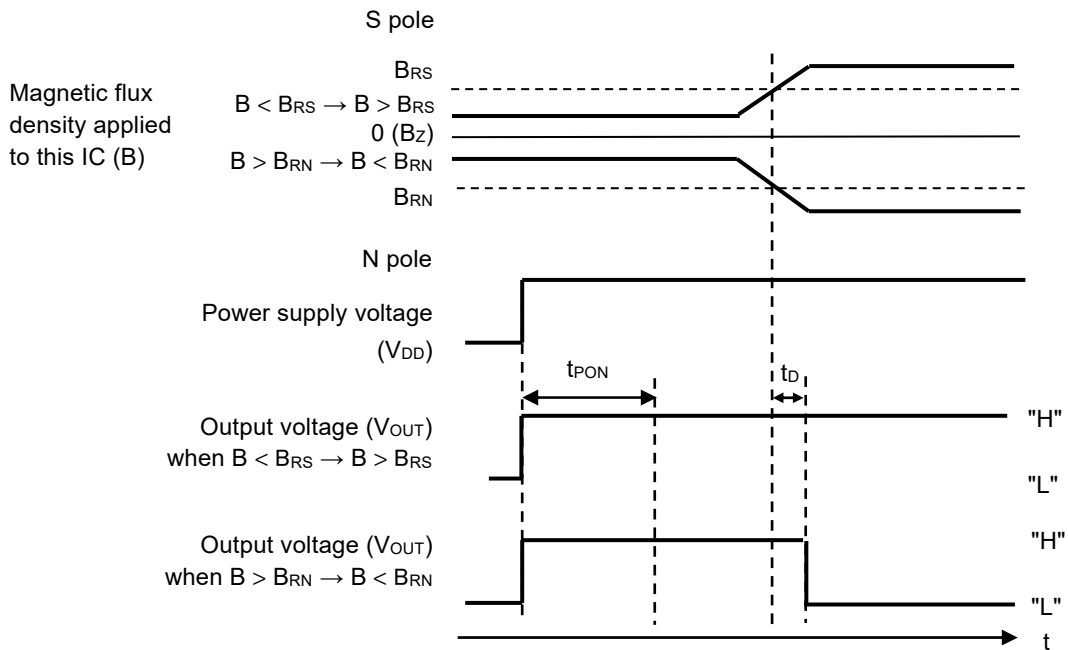 S pole
BRS
Magnetic flux
density applied
to this IC (B)
B < BRS → B > BRS
0 (BZ)
B > BRN → B < BRN
BRN
N pole
Power supply voltage
(VDD)
tPON
tD
Output voltage (VOUT)
when B < BRS → B > BRS
"H"
"L"
Output voltage (VOUT)
when B > BRN → B < BRN
"H"
"L"
t